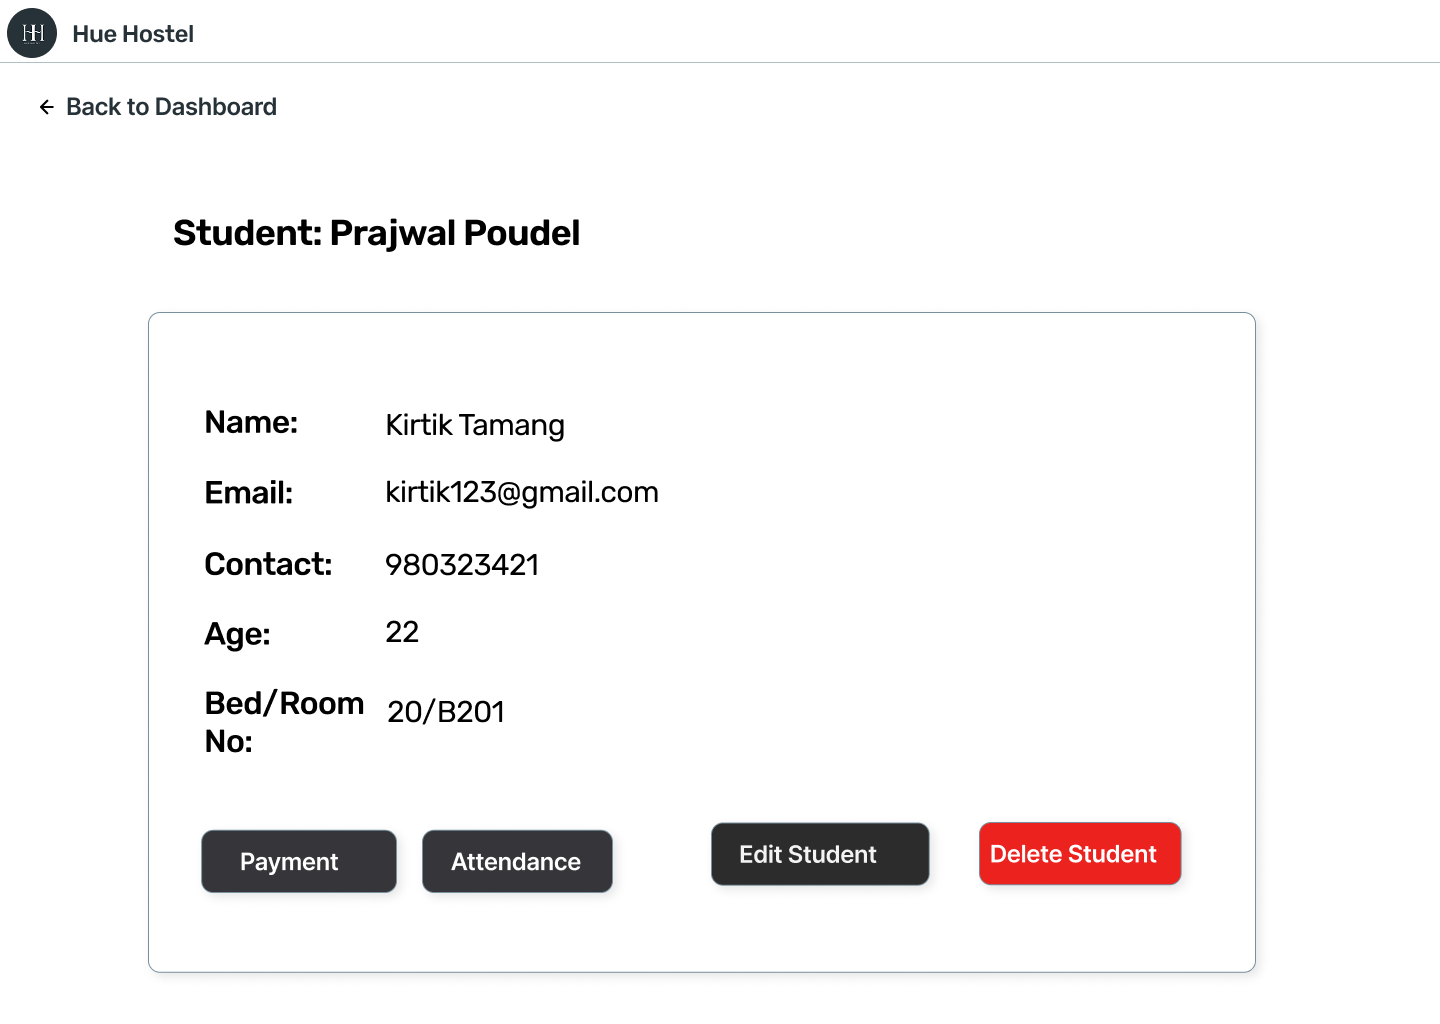 HH
Hue Hostel
← Back to Dashboard
Student: Prajwal Poudel
Name: Kirtik Tamang
Email: kirtik123@gmail.com
Contact: 980323421
Age: 22
Bed/Room 20/B201
No:
Payment Attendance Edit Student Delete Student